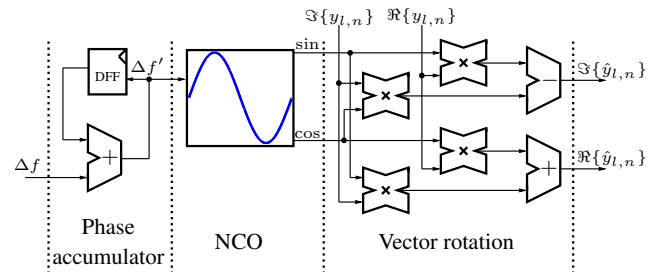 ℑ{y_{l,n}} ℜ{y_{l,n}}
sin
DFF
Δf′
×
−
ℑ{ŷ_{l,n}}
×
cos
+
Δf
×
+
ℜ{ŷ_{l,n}}
×
Phase
accumulator
NCO
Vector rotation